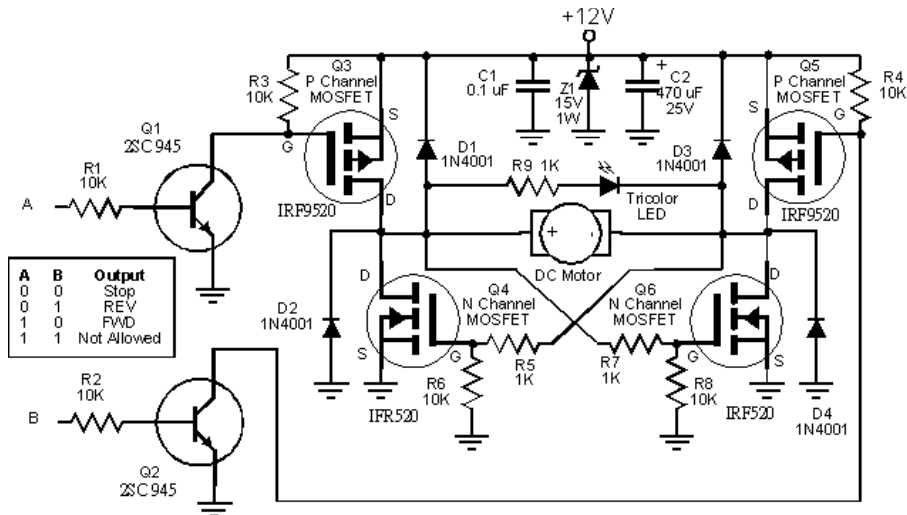 +12V
Q3
P Channel
MOSFET
R3
10K
C1
0.1 uF
Z1
15V
1W
+
C2
470 uF
25V
Q5
P Channel
MOSFET
R4
10K
S
G
D
IRF9520
S
G
D
IRF9520
Q1
2SC945
R1
10K
A
D1
1N4001
R9 1K
Tricolor
LED
D3
1N4001
+
-
DC Motor
A B Output
0 0 Stop
0 1 REV
1 0 FWD
1 1 Not Allowed
D2
1N4001
D
S
G
Q4
N Channel
MOSFET
IFR520
R5
1K
R6
10K
Q6
N Channel
MOSFET
R7
1K
R8
10K
D
G
S
IRF520
D4
1N4001
R2
10K
B
Q2
2SC945